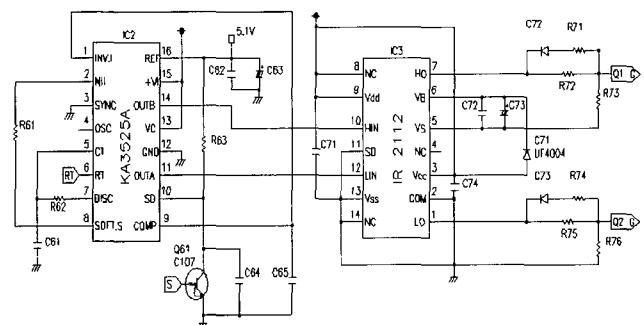 IC2
KA3525A
1 INV.I
2 N.I.I
3 SYNC
4 OSC
5 CT
6 RT
7 DISC
8 SOFT.S
REF 16
+VI 15
OUTB 14
VC 13
GND 12
OUTA 11
SD 10
COMP 9
R61
RT
R62
C61
5.1V
C62
C63
R63
Q61
C107
S
C64
C65
C71
IC3
IR 2112
8 NC
9 Vdd
10 HIN
11 SD
12 LIN
13 Vss
14 NC
HO 7
VB 6
VS 5
NC 4
Vcc 3
COM 2
LO 1
C72
R71
R72
Q1_G
R73
C72
C73
C71
UF4004
C74
C73
R74
R75
Q2_G
R76